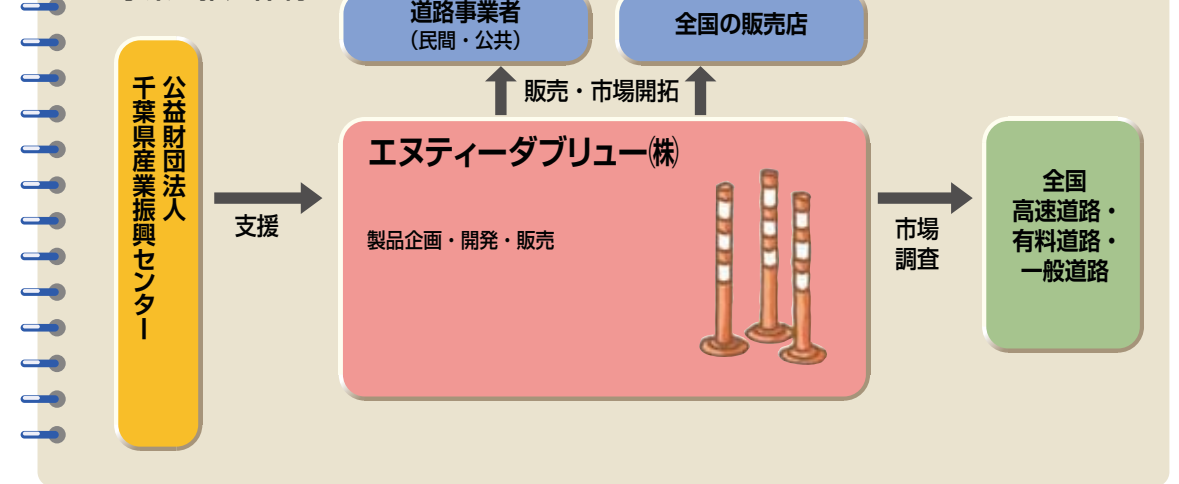 道路事業者
（民間・公共）
全国の販売店
販売・市場開拓
公益財団法人
千葉県産業振興センター
支援
エヌティーダブリュー㈱
製品企画・開発・販売
市場
調査
全国
高速道路・
有料道路・
一般道路